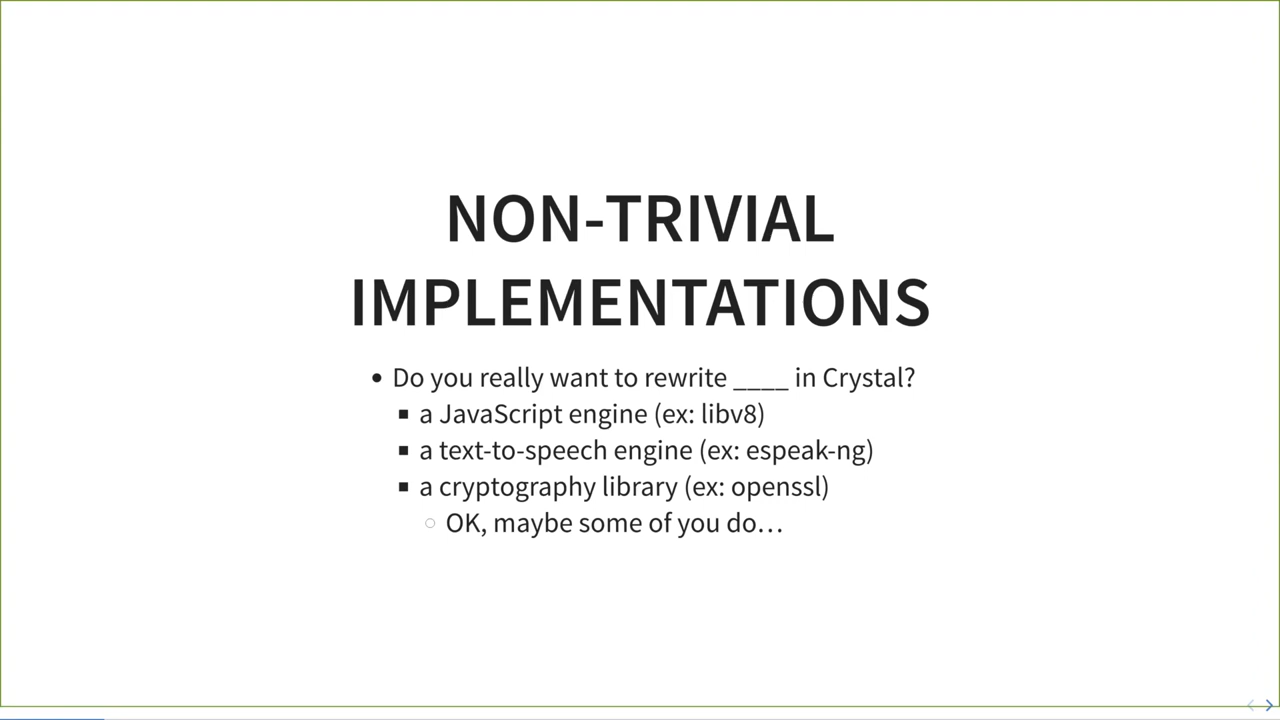 NON-TRIVIAL
IMPLEMENTATIONS
• Do you really want to rewrite ____ in Crystal?
▪ a JavaScript engine (ex: libv8)
▪ a text-to-speech engine (ex: espeak-ng)
▪ a cryptography library (ex: openssl)
○ OK, maybe some of you do…